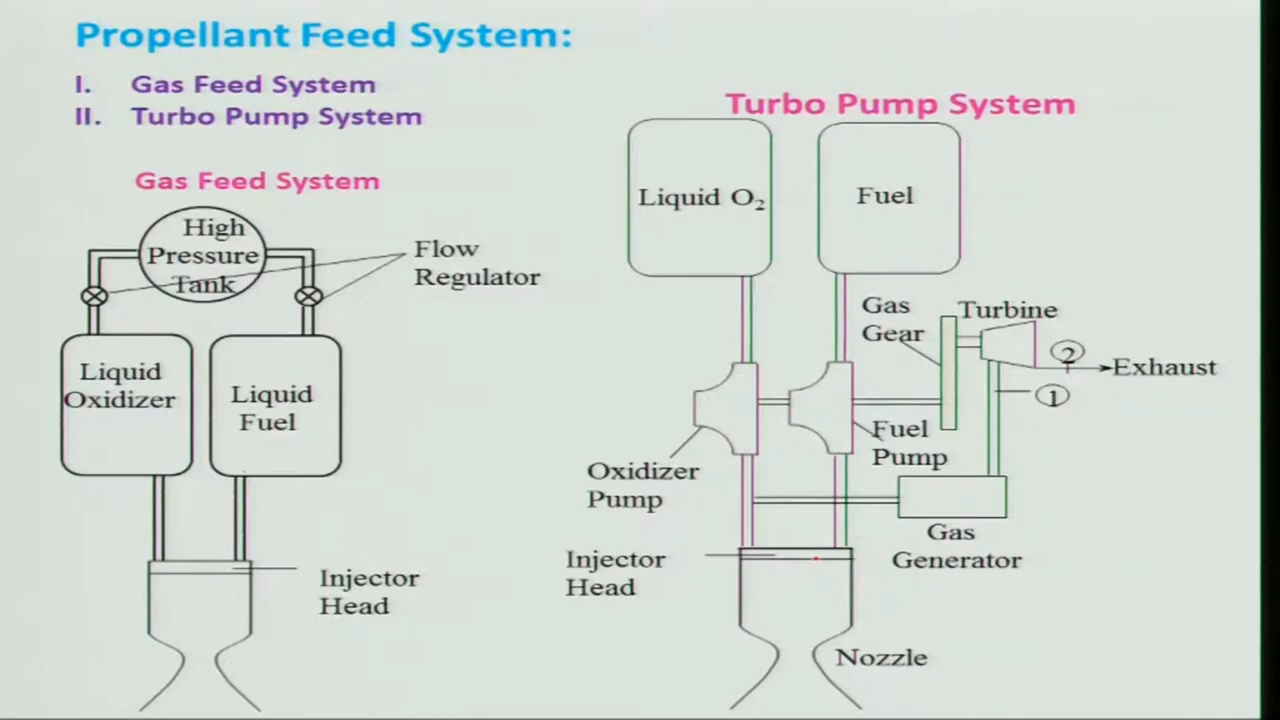 Propellant Feed System:
I. Gas Feed System
II. Turbo Pump System
Gas Feed System
High
Pressure
Tank
Flow
Regulator
Liquid
Oxidizer
Liquid
Fuel
Injector
Head
Turbo Pump System
Liquid O₂
Fuel
Gas
Gear
Turbine
2
Exhaust
1
Fuel
Pump
Oxidizer
Pump
Gas
Generator
Injector
Head
Nozzle